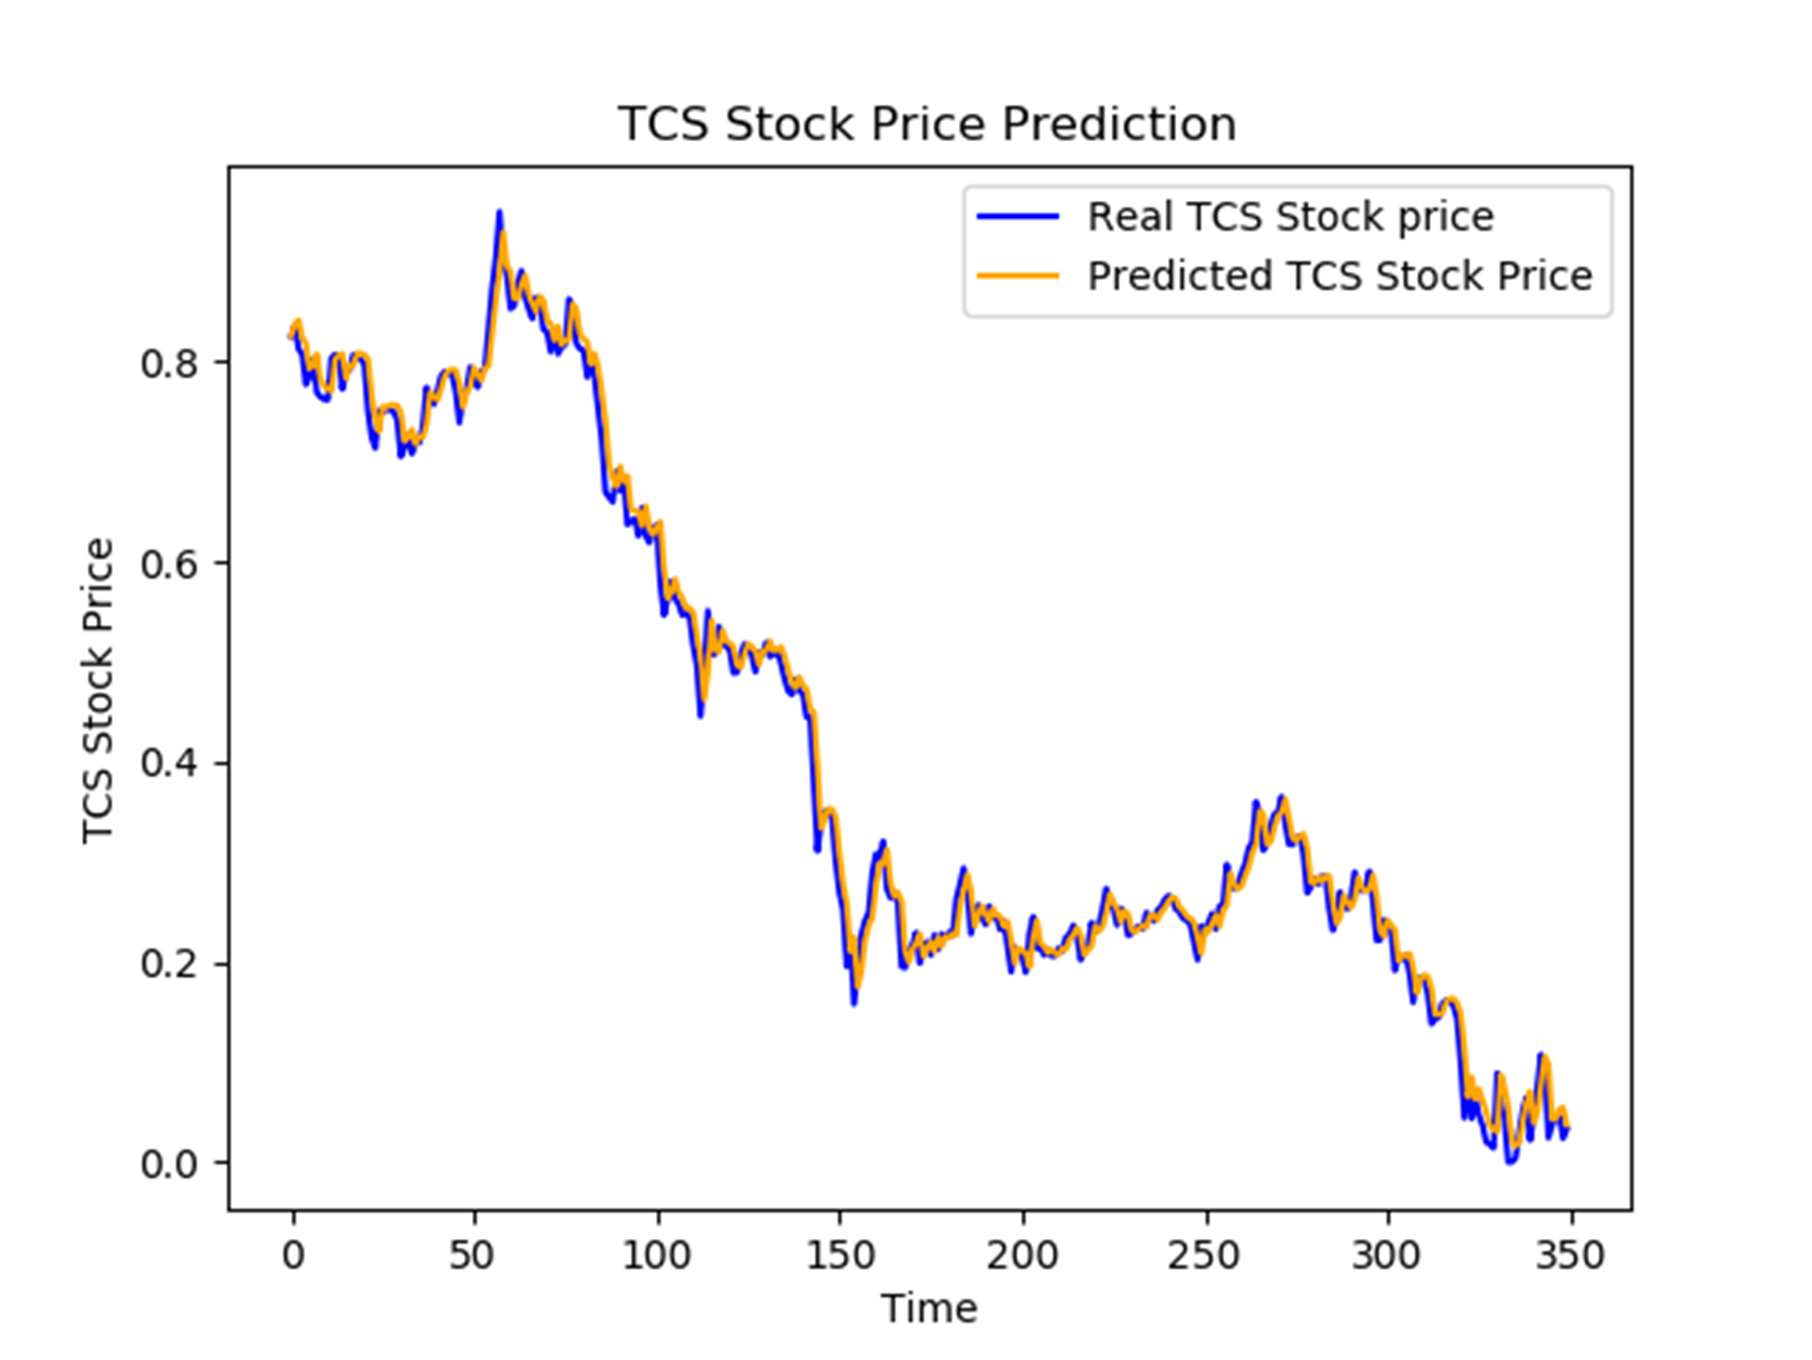 TCS Stock Price Prediction
Real TCS Stock price
Predicted TCS Stock Price
TCS Stock Price
0.8
0.6
0.4
0.2
0.0
0 50 100 150 200 250 300 350
Time